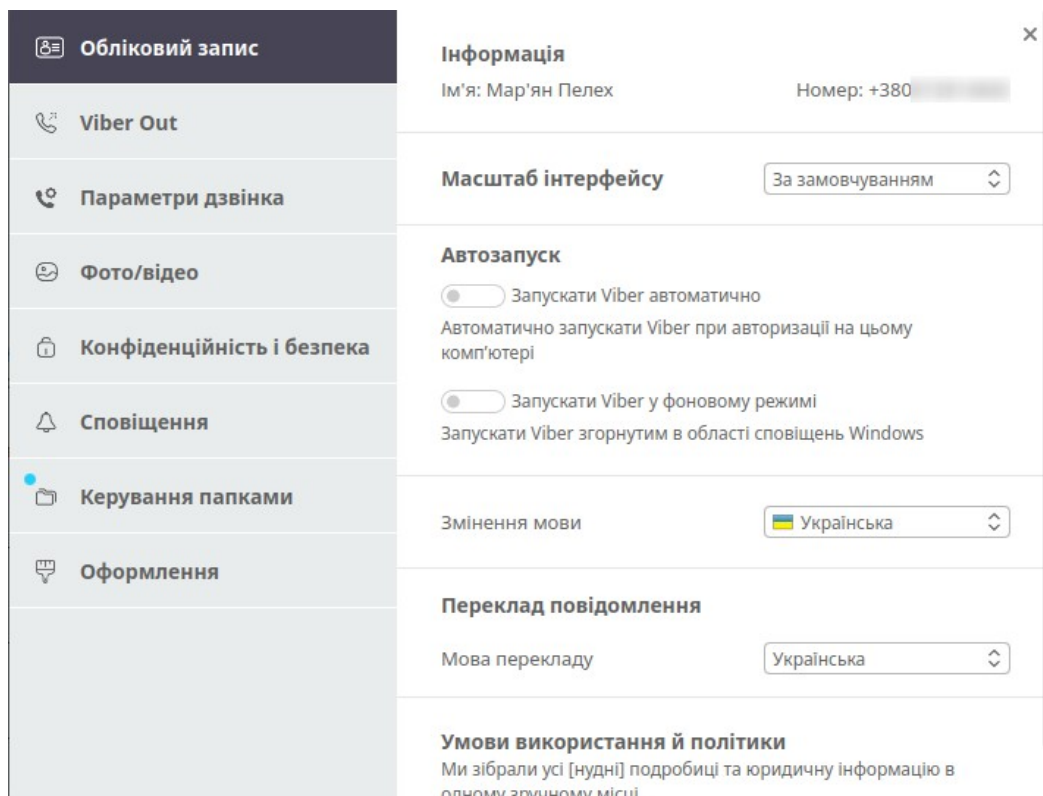 Обліковий запис
Viber Out
Параметри дзвінка
Фото/відео
Конфіденційність і безпека
Сповіщення
Керування папками
Оформлення
Інформація
Ім'я: Мар'ян Пелех
Номер: +380
Масштаб інтерфейсу
За замовчуванням
Автозапуск
Запускати Viber автоматично
Автоматично запускати Viber при авторизації на цьому
комп'ютері
Запускати Viber у фоновому режимі
Запускати Viber згорнутим в області сповіщень Windows
Змінення мови
Українська
Переклад повідомлення
Мова перекладу
Українська
Умови використання й політики
Ми зібрали усі [нудні] подробиці та юридичну інформацію в
одному зручному місці